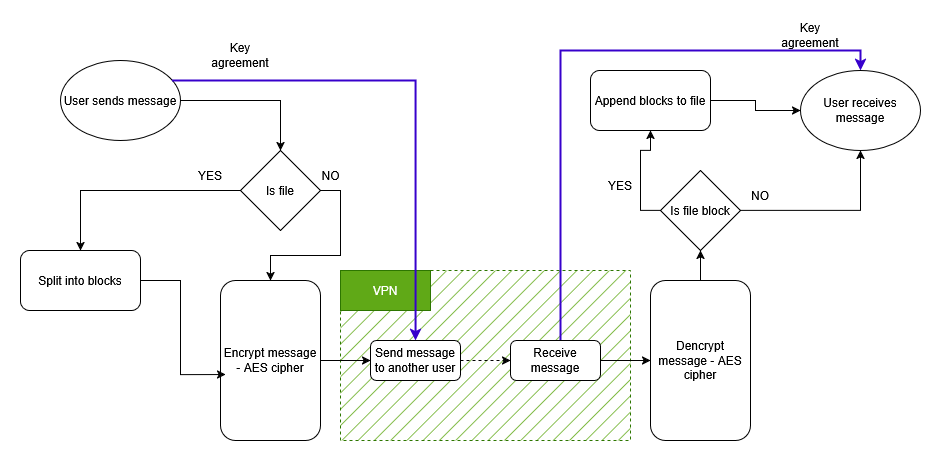 Key
agreement
Key
agreement
User sends message
Append blocks to file
User receives
message
YES
Is file
NO
YES
Is file block
NO
Split into blocks
VPN
Encrypt message
- AES cipher
Send message
to another user
Receive
message
Dencrypt
message - AES
cipher